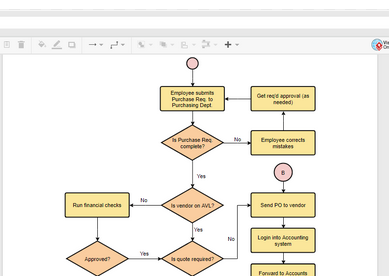 Employee submits
Purchase Req. to
Purchasing Dept.
Get req'd approval (as
needed)
Is Purchase Req.
complete?
No
Employee corrects
mistakes
Yes
B
Run financial checks
No
Is vendor on AVL?
Send PO to vendor
Yes
No
Login into Accounting
system
Approved?
Yes
Is quote required?
Forward to Accounts